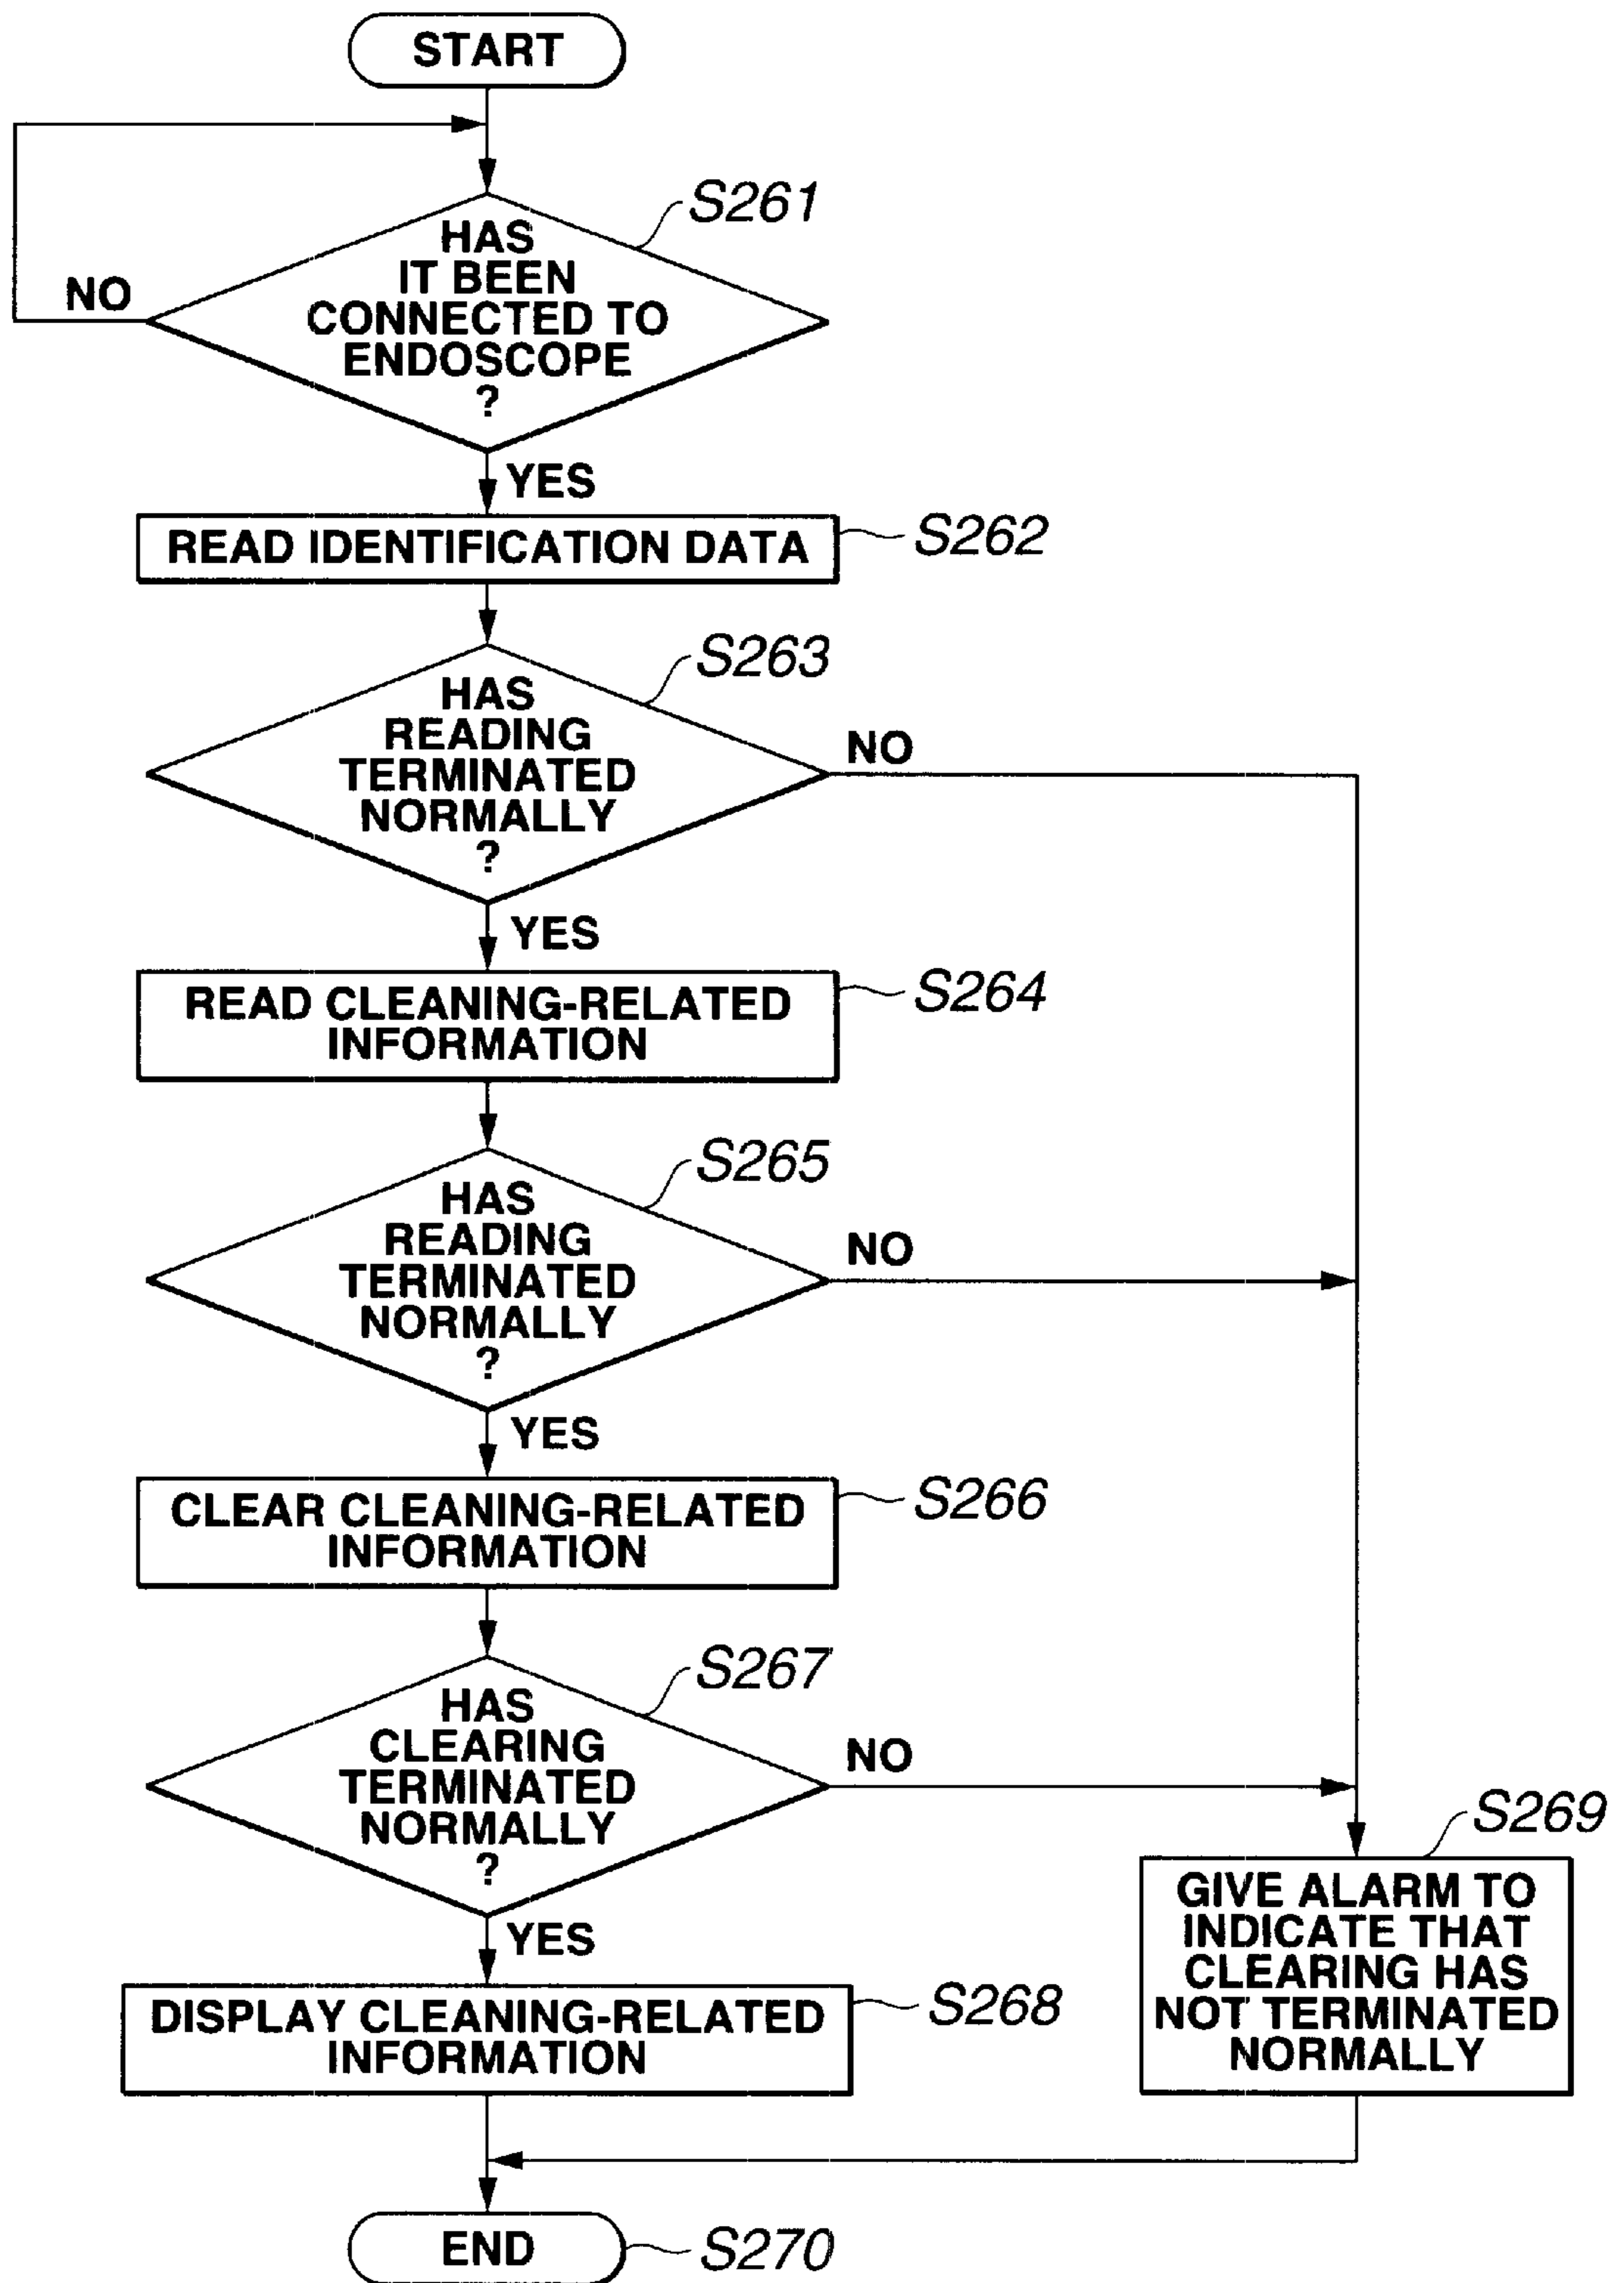 START
S261
HAS
IT BEEN
CONNECTED TO
ENDOSCOPE
?
NO
YES
READ IDENTIFICATION DATA
S262
S263
HAS
READING
TERMINATED
NORMALLY
?
NO
YES
READ CLEANING-RELATED
INFORMATION
S264
S265
HAS
READING
TERMINATED
NORMALLY
?
NO
YES
CLEAR CLEANING-RELATED
INFORMATION
S266
S267
HAS
CLEARING
TERMINATED
NORMALLY
?
NO
YES
S269
GIVE ALARM TO
INDICATE THAT
CLEARING HAS
NOT TERMINATED
NORMALLY
DISPLAY CLEANING-RELATED
INFORMATION
S268
END
S270